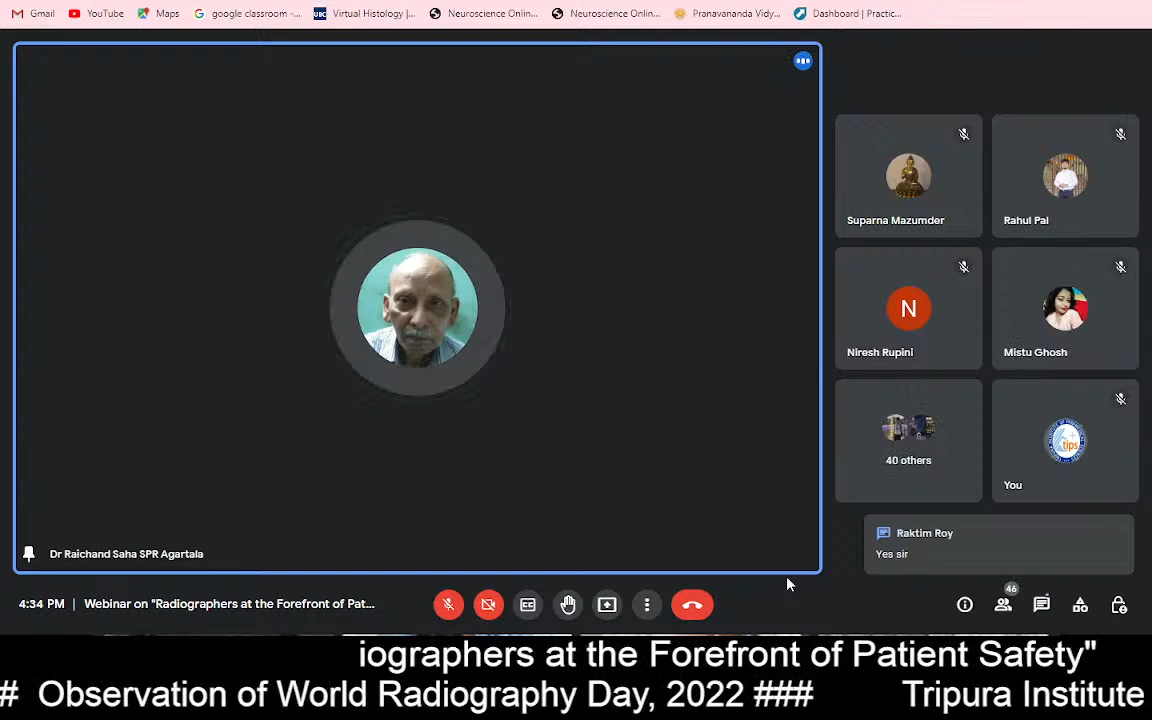 Gmail
YouTube
Maps
google classroom -...
UBC Virtual Histology |...
Neuroscience Onlin...
Neuroscience Onlin...
Pranavananda Vidy...
Dashboard | Practic...
Suparna Mazumder
Rahul Pal
N
Niresh Rupini
Mistu Ghosh
40 others
tips
You
Dr Raichand Saha SPR Agartala
Raktim Roy
Yes sir
4:34 PM | Webinar on "Radiographers at the Forefront of Pat...
46
iographers at the Forefront of Patient Safety"
# Observation of World Radiography Day, 2022 ### Tripura Institute